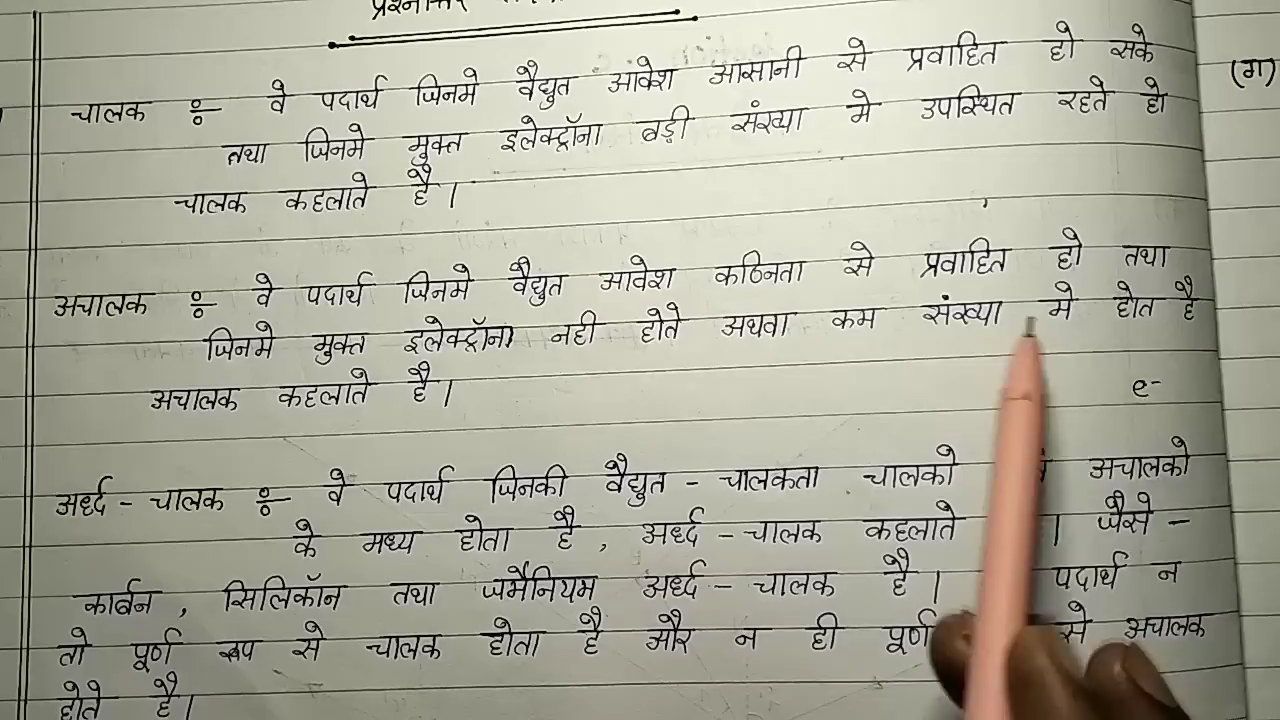 प्रश्नोत्तर
चालक ÷ वे पदार्थ जिनमे वैद्युत आवेश आसानी से प्रवाहित हो सके (ग)
तथा जिनमे मुक्त इलेक्ट्रॉना बड़ी संख्या मे उपस्थित रहते हो
चालक कहलाते है।
अचालक ÷ वे पदार्थ जिनमे वैद्युत आवेश कठिनता से प्रवाहित हो तथा
जिनमे मुक्त इलेक्ट्रॉना नही होते अथवा कम संख्या मे होत है
अचालक कहलाते है।
e-
अर्ध्द - चालक ÷ वे पदार्थ जिनकी वैद्युत - चालकता चालको अचालको
के मध्य होता है, अर्ध्द - चालक कहलाते । जैसे -
कार्बन, सिलिकॉन तथा जर्मेनियम अर्ध्द - चालक है। पदार्थ न
तो पूर्ण रूप से चालक होता है और न ही पूर्ण से अचालक
होते है।